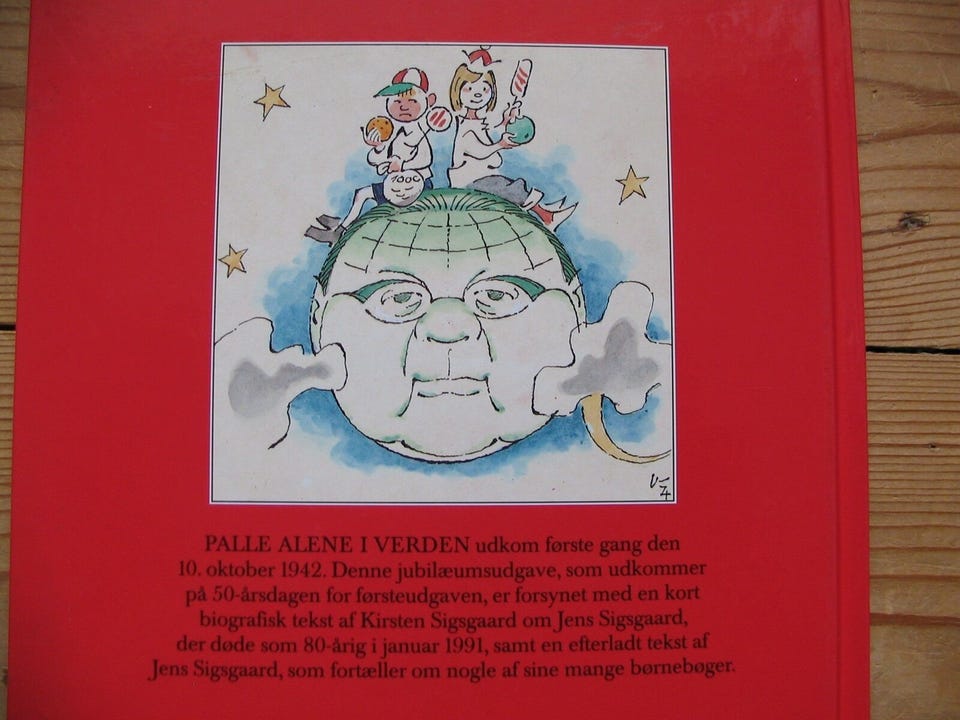 1000
PALLE ALENE I VERDEN udkom første gang den
10. oktober 1942. Denne jubilæumsudgave, som udkommer
på 50-årsdagen for førsteudgaven, er forsynet med en kort
biografisk tekst af Kirsten Sigsgaard om Jens Sigsgaard,
der døde som 80-årig i januar 1991, samt en efterladt tekst af
Jens Sigsgaard, som fortæller om nogle af sine mange børnebøger.